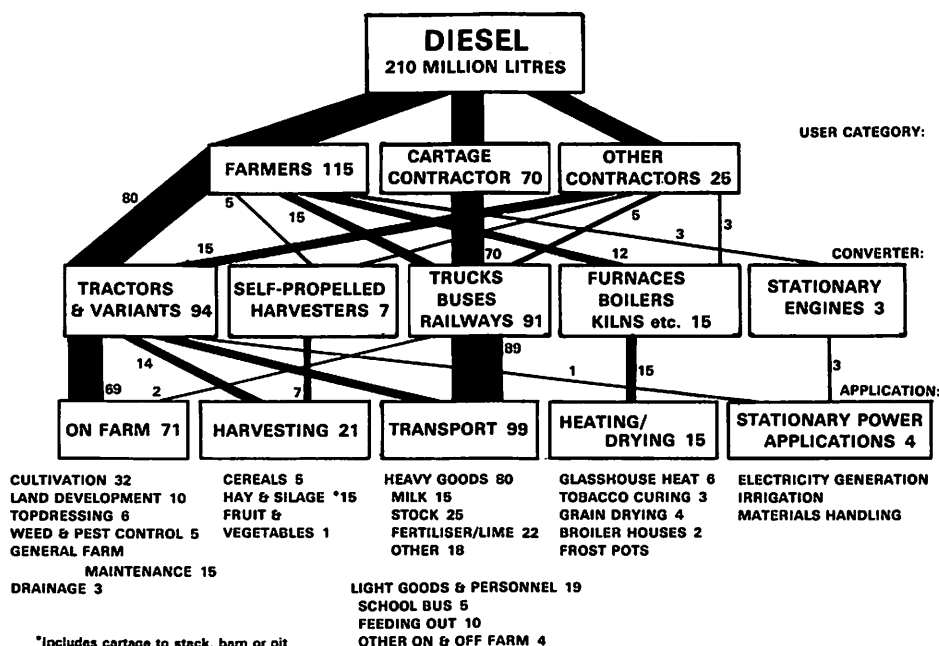 DIESEL
210 MILLION LITRES
USER CATEGORY:
FARMERS 115
CARTAGE
CONTRACTOR 70
OTHER
CONTRACTORS 25
80
5
15
5
3
3
15
70
12
CONVERTER:
TRACTORS
& VARIANTS 94
SELF-PROPELLED
HARVESTERS 7
TRUCKS
BUSES
RAILWAYS 91
FURNACES
BOILERS
KILNS etc. 15
STATIONARY
ENGINES 3
14
89
69
2
7
1
15
3
APPLICATION:
ON FARM 71
HARVESTING 21
TRANSPORT 99
HEATING/
DRYING 15
STATIONARY POWER
APPLICATIONS 4
CULTIVATION 32
LAND DEVELOPMENT 10
TOPDRESSING 6
WEED & PEST CONTROL 5
GENERAL FARM
MAINTENANCE 15
DRAINAGE 3
CEREALS 5
HAY & SILAGE *15
FRUIT &
VEGETABLES 1
HEAVY GOODS 80
MILK 15
STOCK 25
FERTILISER/LIME 22
OTHER 18
LIGHT GOODS & PERSONNEL 19
SCHOOL BUS 5
FEEDING OUT 10
OTHER ON & OFF FARM 4
GLASSHOUSE HEAT 6
TOBACCO CURING 3
GRAIN DRYING 4
BROILER HOUSES 2
FROST POTS
ELECTRICITY GENERATION
IRRIGATION
MATERIALS HANDLING
*Includes cartage to stack, barn or pit